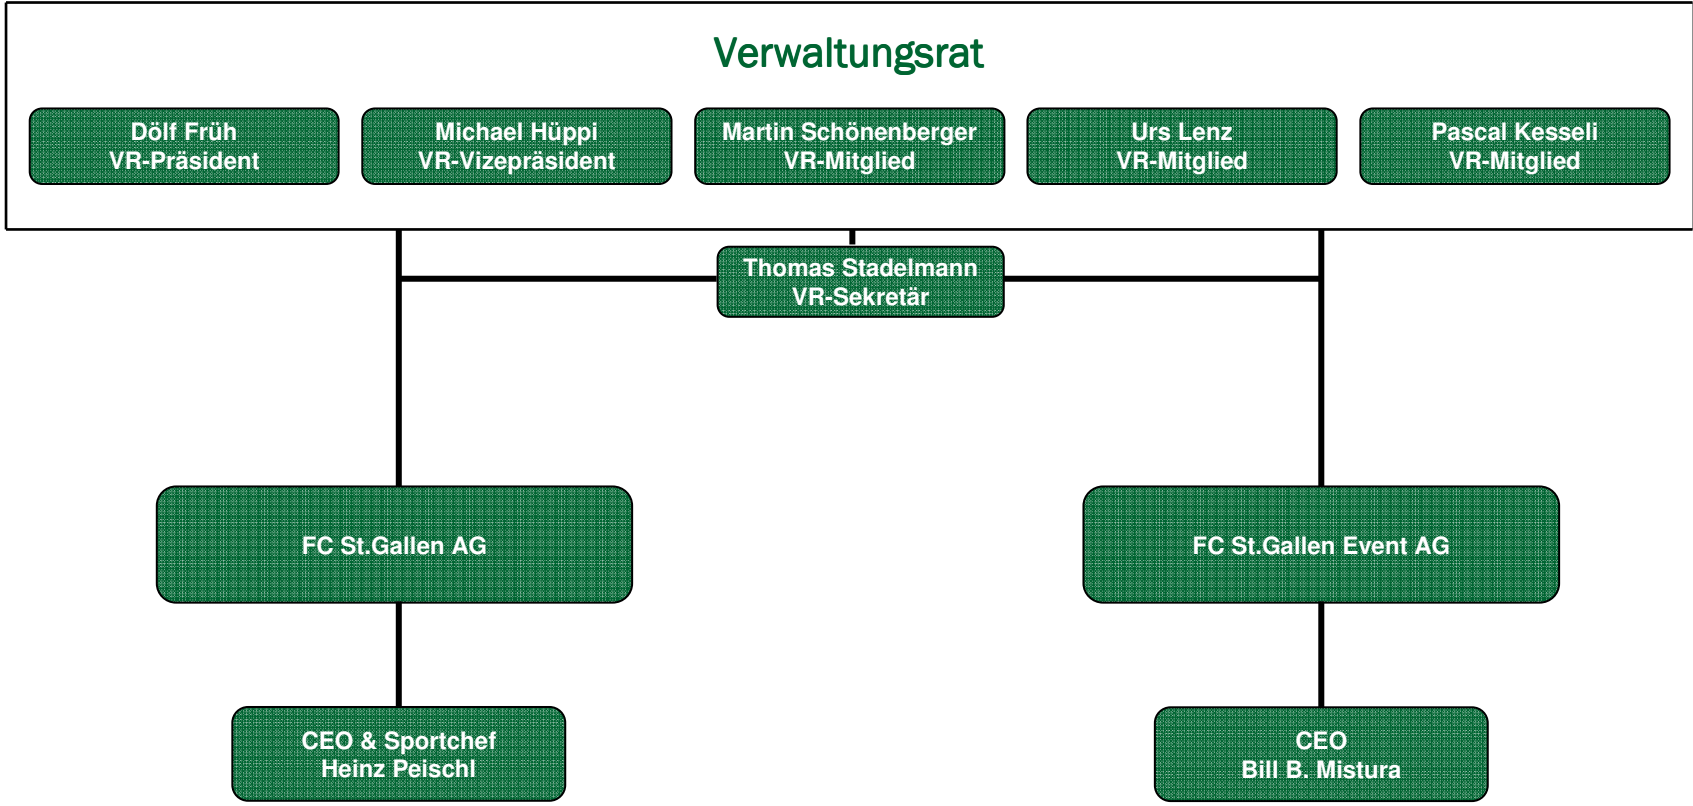 Verwaltungsrat
Dölf Früh
VR-Präsident
Michael Hüppi
VR-Vizepräsident
Martin Schönenberger
VR-Mitglied
Urs Lenz
VR-Mitglied
Pascal Kesseli
VR-Mitglied
Thomas Stadelmann
VR-Sekretär
FC St.Gallen AG
FC St.Gallen Event AG
CEO & Sportchef
Heinz Peischl
CEO
Bill B. Mistura